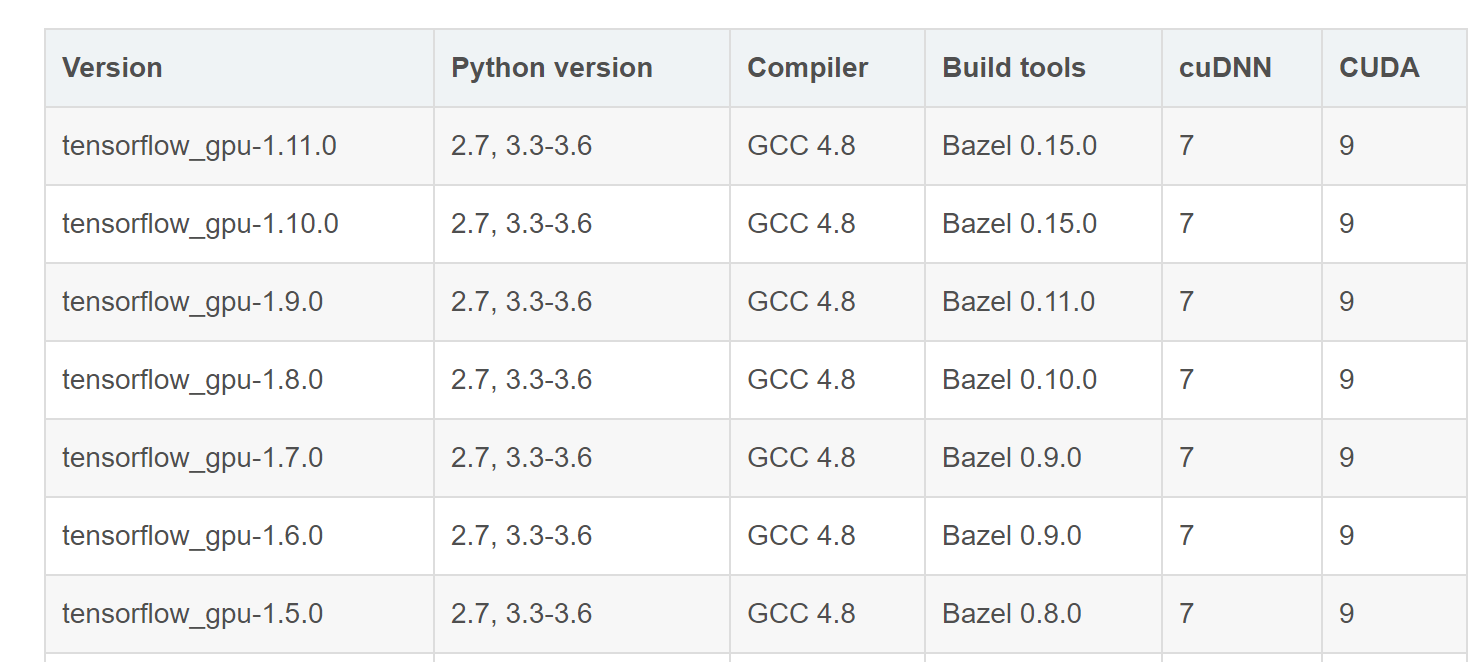 Version Python version Compiler Build tools cuDNN CUDA
tensorflow_gpu-1.11.0 2.7, 3.3-3.6 GCC 4.8 Bazel 0.15.0 7 9
tensorflow_gpu-1.10.0 2.7, 3.3-3.6 GCC 4.8 Bazel 0.15.0 7 9
tensorflow_gpu-1.9.0 2.7, 3.3-3.6 GCC 4.8 Bazel 0.11.0 7 9
tensorflow_gpu-1.8.0 2.7, 3.3-3.6 GCC 4.8 Bazel 0.10.0 7 9
tensorflow_gpu-1.7.0 2.7, 3.3-3.6 GCC 4.8 Bazel 0.9.0 7 9
tensorflow_gpu-1.6.0 2.7, 3.3-3.6 GCC 4.8 Bazel 0.9.0 7 9
tensorflow_gpu-1.5.0 2.7, 3.3-3.6 GCC 4.8 Bazel 0.8.0 7 9